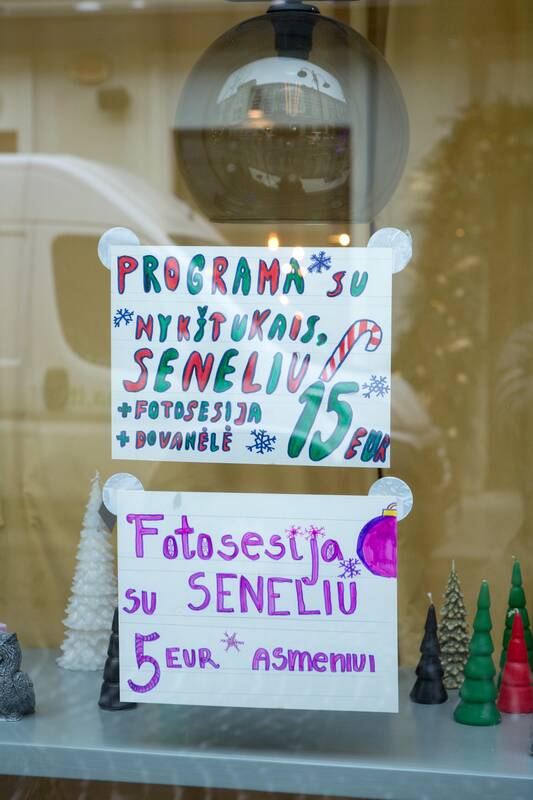 PROGRAMA SU
NYKŠTUKAIS,
SENELIU
+FOTOSESIJA
+DOVANĖLĖ
15 EUR
Fotosesija
su SENELIU
5 EUR ASMENIUI